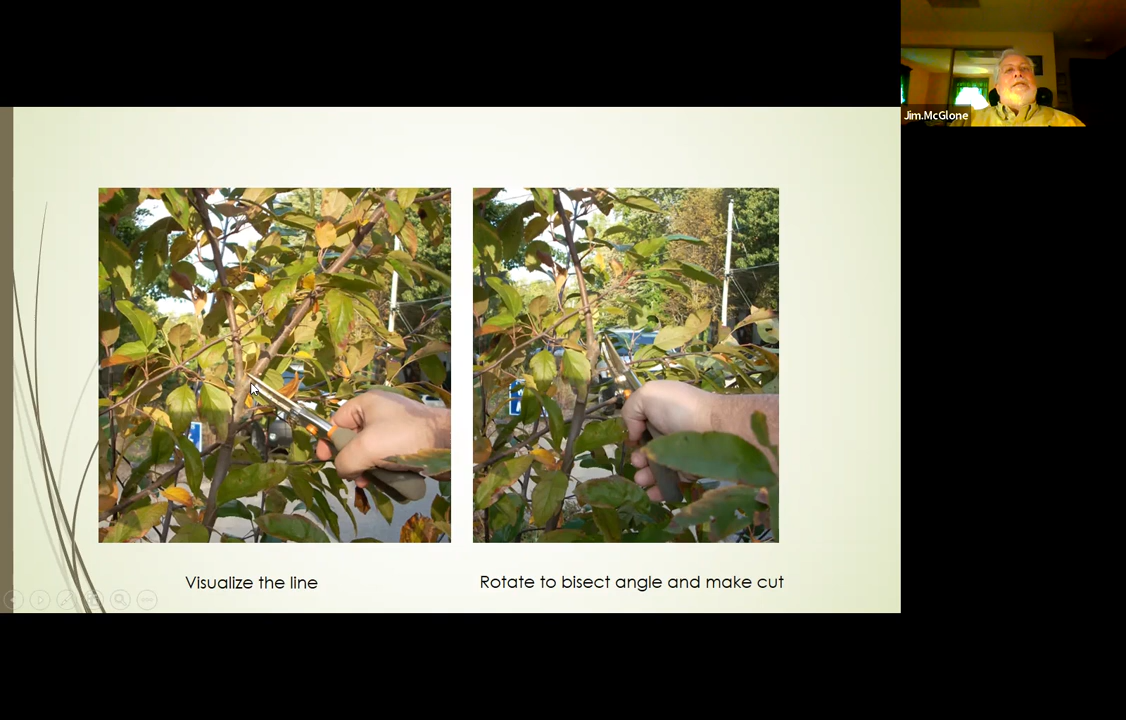 Jim.McGlone
Visualize the line
Rotate to bisect angle and make cut